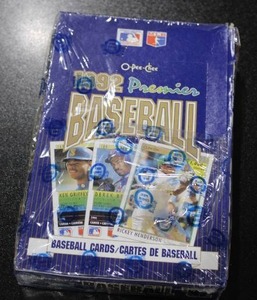 O-Pee-Chee
1992 Premier
BASEBALL
RICKEY HENDERSON
BASEBALL CARDS/CARTES DE BASEBALL